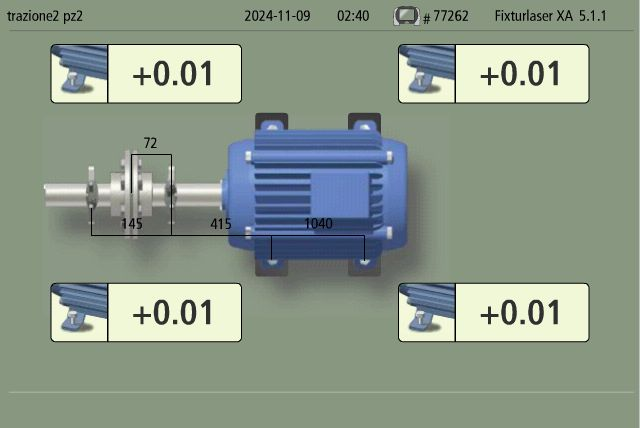 trazione2 pz2 2024-11-09 02:40 # 77262 Fixturlaser XA 5.1.1
+0.01 +0.01
72
145 415 1040
+0.01 +0.01